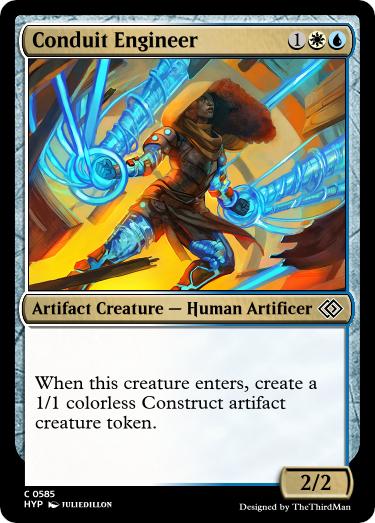 Conduit Engineer 1
Artifact Creature — Human Artificer
When this creature enters, create a
1/1 colorless Construct artifact
creature token.
2/2
C 0585
HYP JULIEDILLON
Designed by TheThirdMan